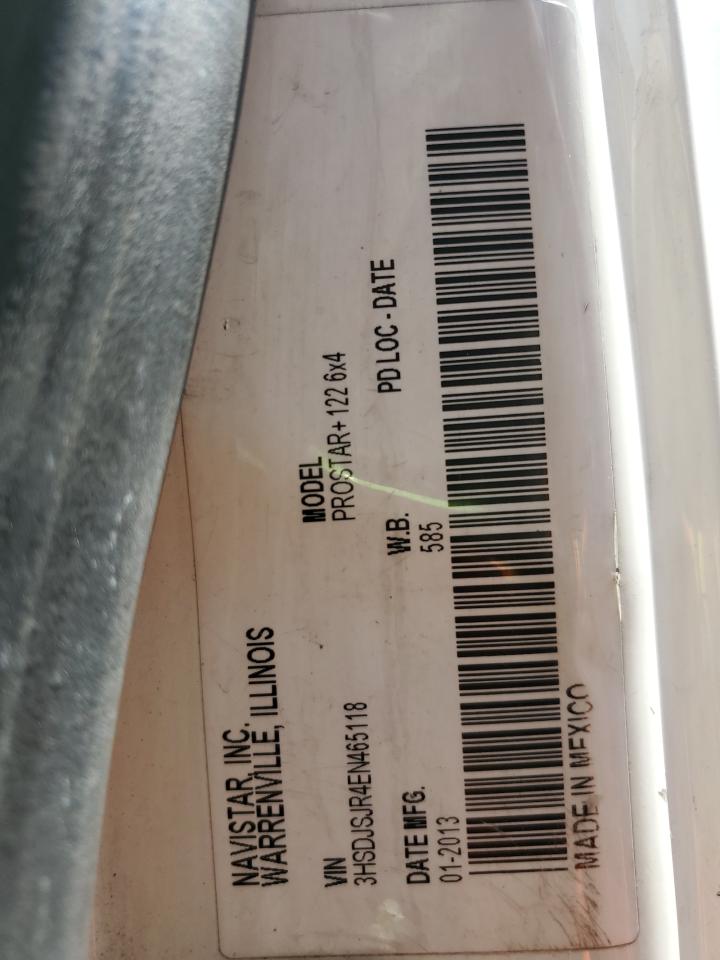 NAVISTAR, INC.
WARRENVILLE, ILLINOIS
VIN
3HSDJSJR4EN465118
MODEL
PROSTAR+ 122 6x4
DATE MFG.
01-2013
W.B.
585
PD LOC - DATE
MADE IN MEXICO